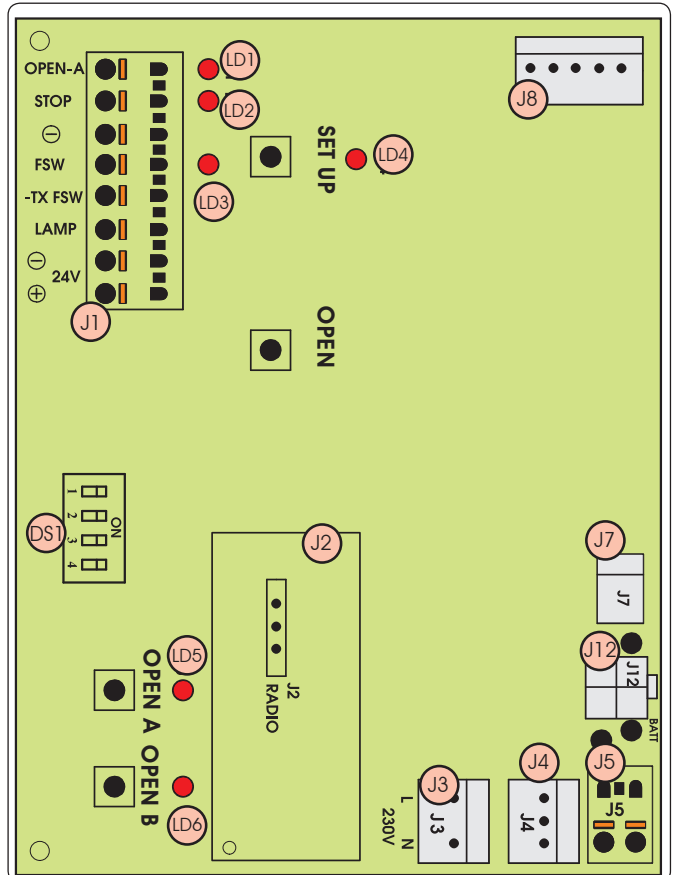 OPEN-A
STOP
⊖
FSW
-TX FSW
LAMP
⊖
24V
⊕
J1
LD1
LD2
LD3
SET UP
LD4
J8
OPEN
DS1
1
2
3
4
ON
J2
J2
RADIO
LD5
OPEN A
OPEN B
LD6
J7
J7
J12
J12
BATT
J3
L
J3
230V
N
J4
J4
J5
J5